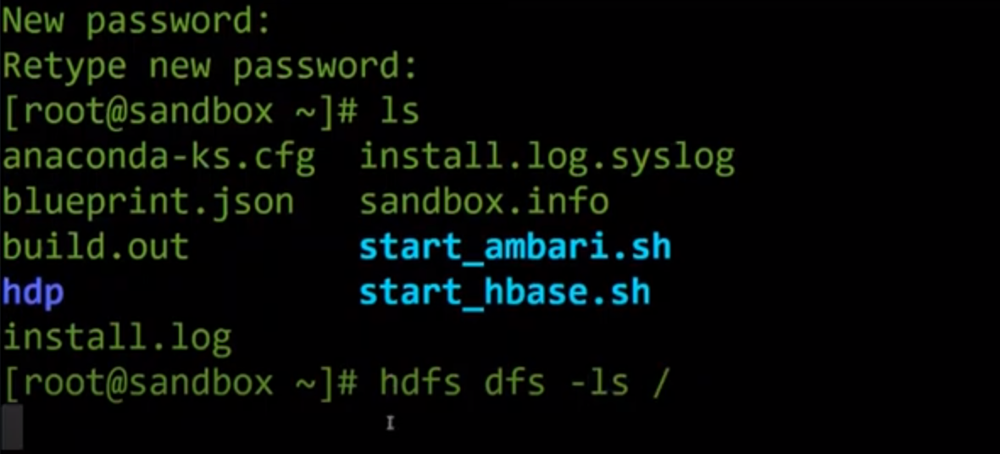 New password:
Retype new password:
[root@sandbox ~]# ls
anaconda-ks.cfg  install.log.syslog
blueprint.json   sandbox.info
build.out        start_ambari.sh
hdp              start_hbase.sh
install.log
[root@sandbox ~]# hdfs dfs -ls /